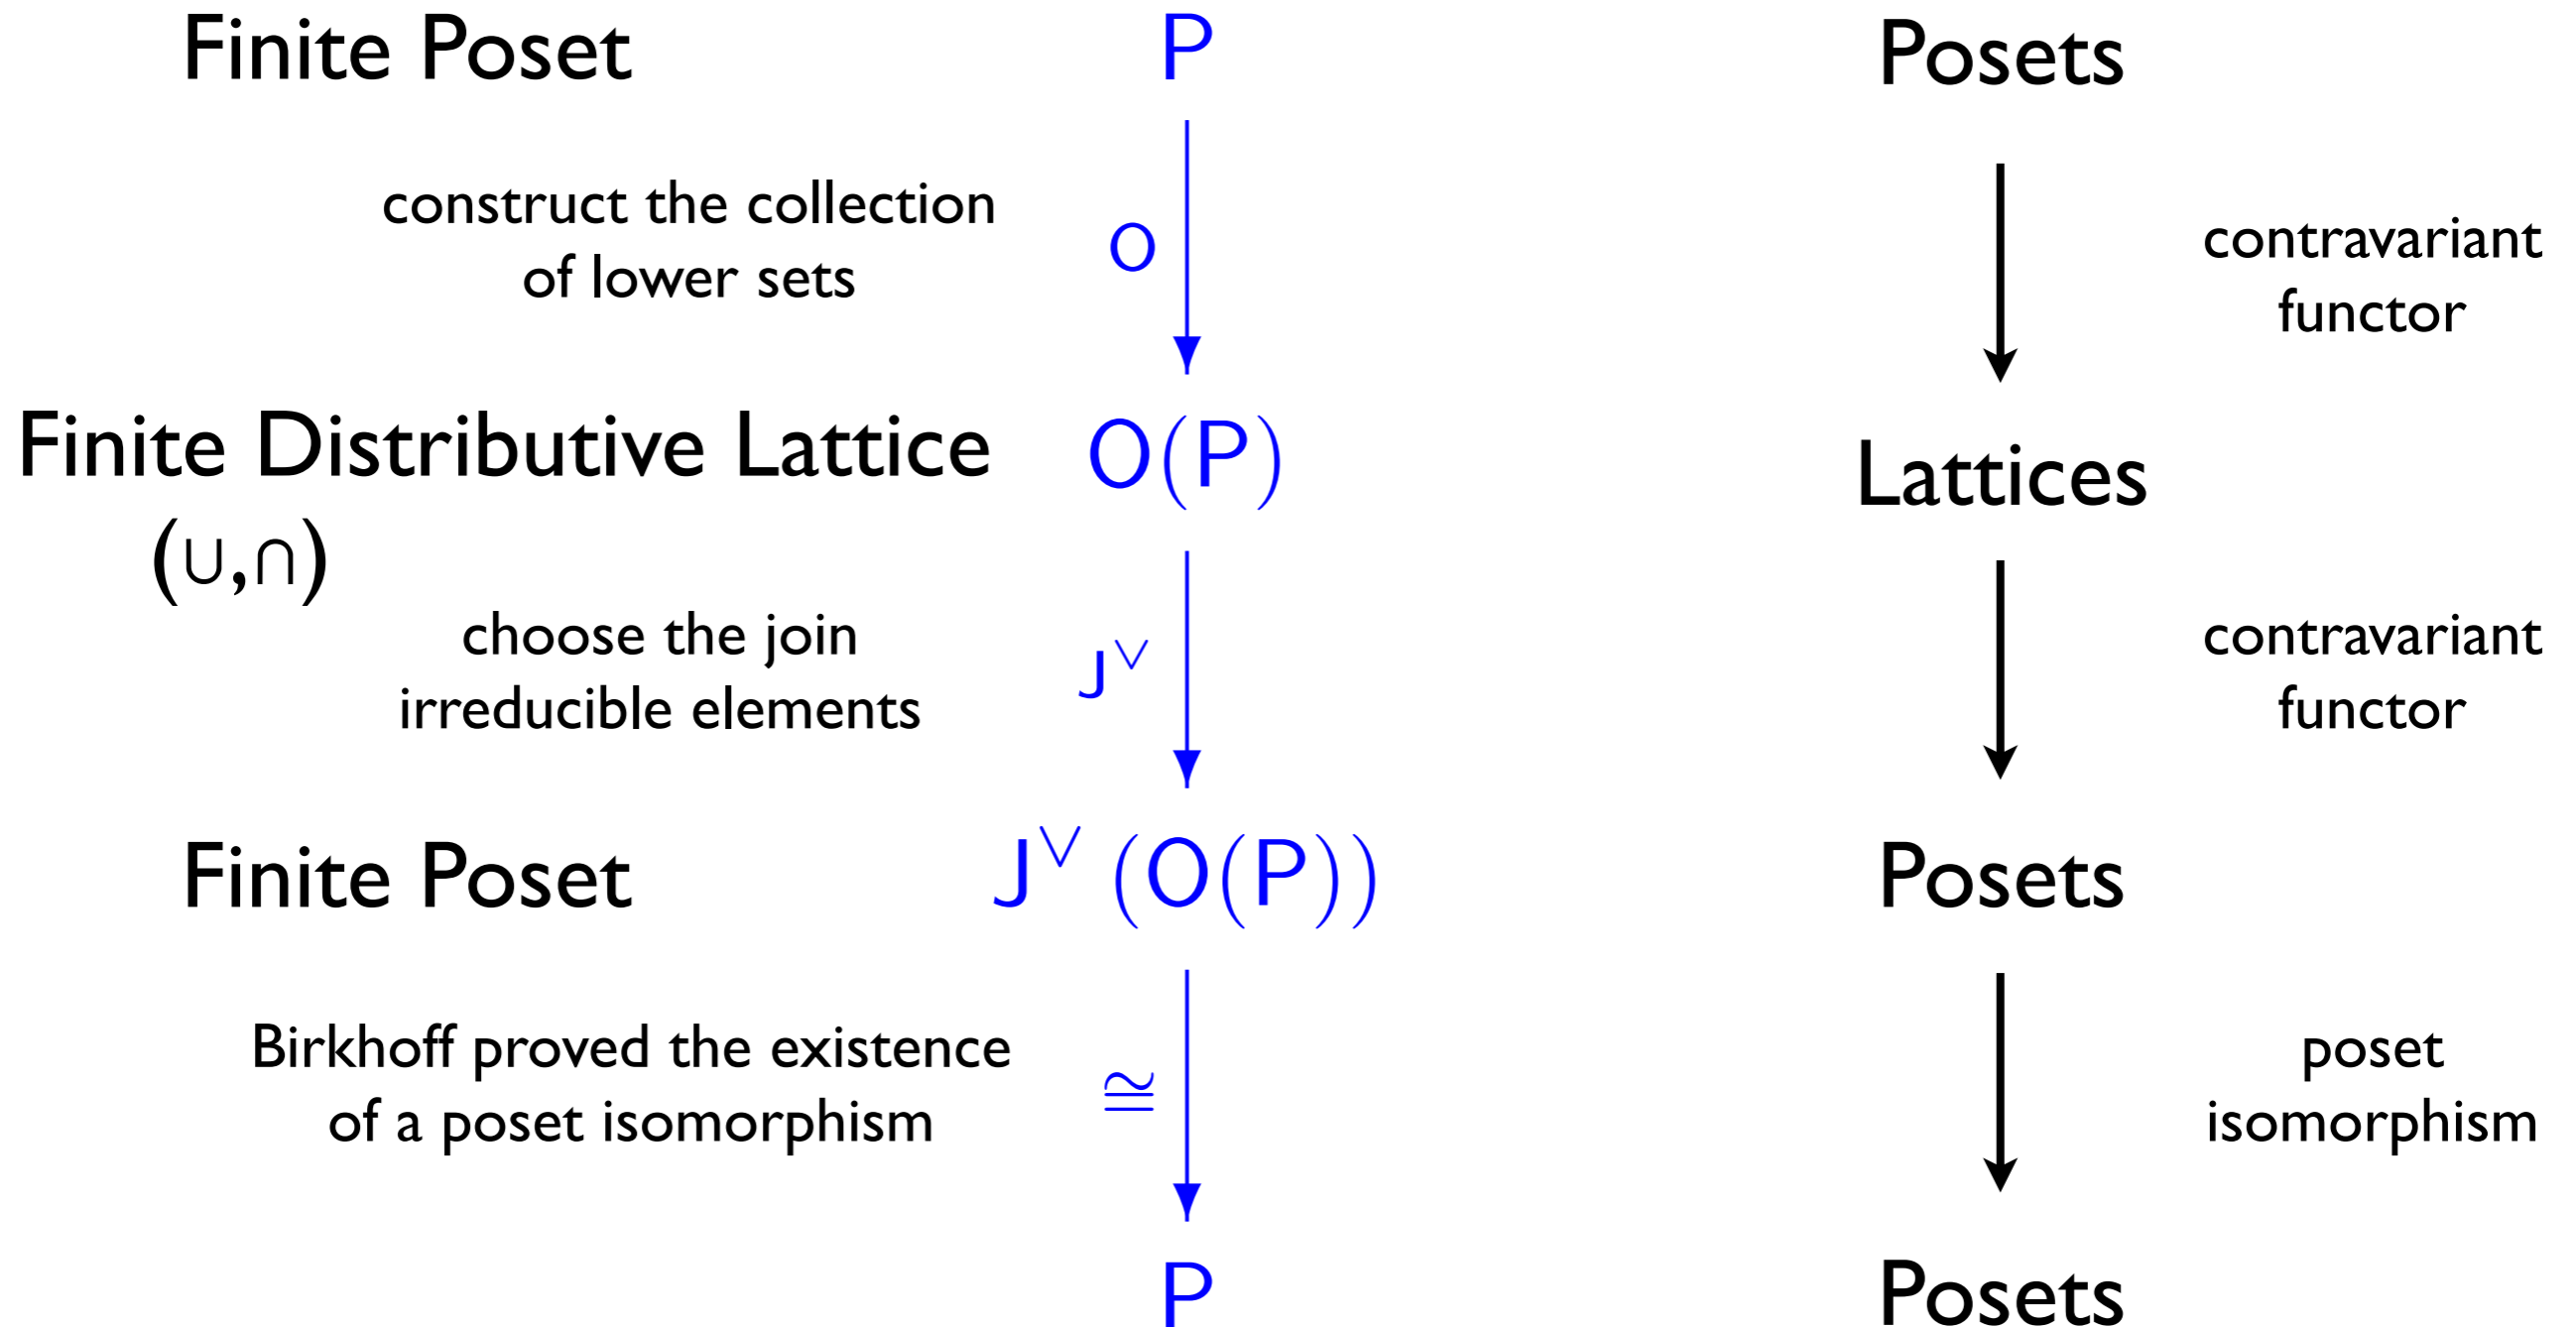 Finite Poset
P
Posets
construct the collection
of lower sets
O
contravariant
functor
Finite Distributive Lattice
O(P)
Lattices
(∪,∩)
choose the join
irreducible elements
J^∨
contravariant
functor
Finite Poset
J^∨ (O(P))
Posets
Birkhoff proved the existence
of a poset isomorphism
≅
poset
isomorphism
P
Posets